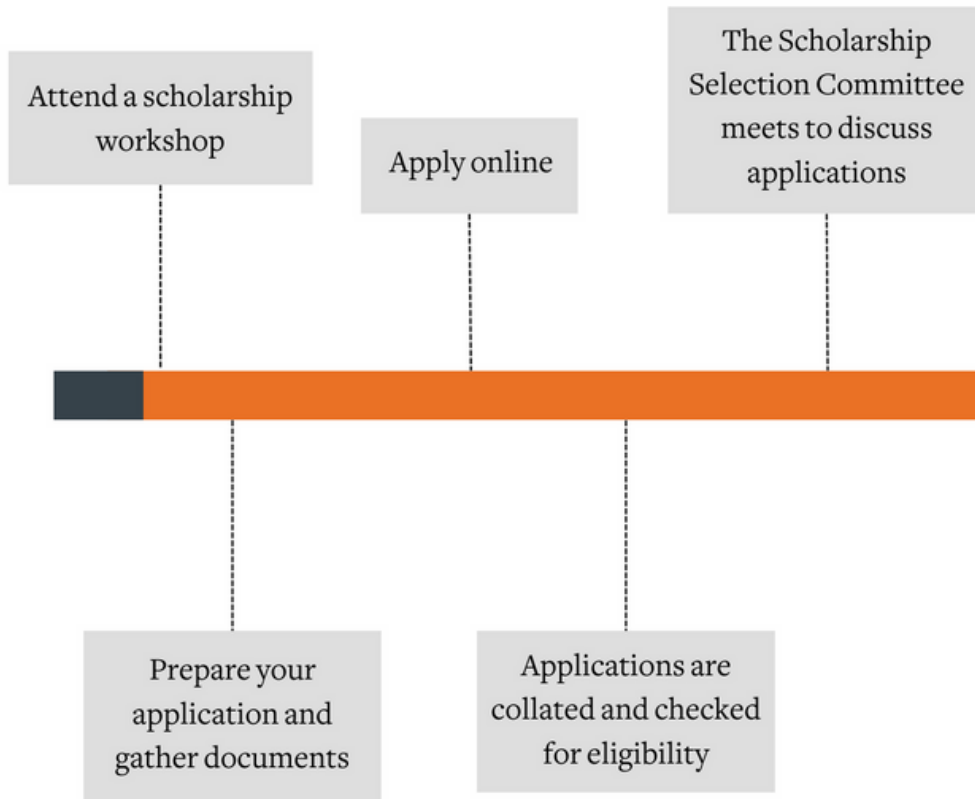 Attend a scholarship
workshop
Prepare your
application and
gather documents
Apply online
Applications are
collated and checked
for eligibility
The Scholarship
Selection Committee
meets to discuss
applications